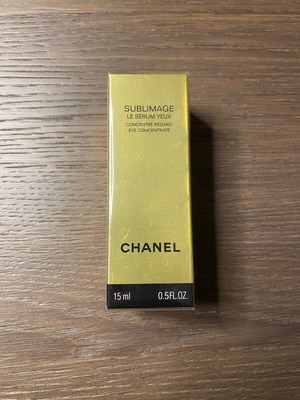 SUBLIMAGE
LE SÉRUM YEUX
CONCENTRÉ REGARD
EYE CONCENTRATE
CHANEL
15 ml 0.5FL.OZ.